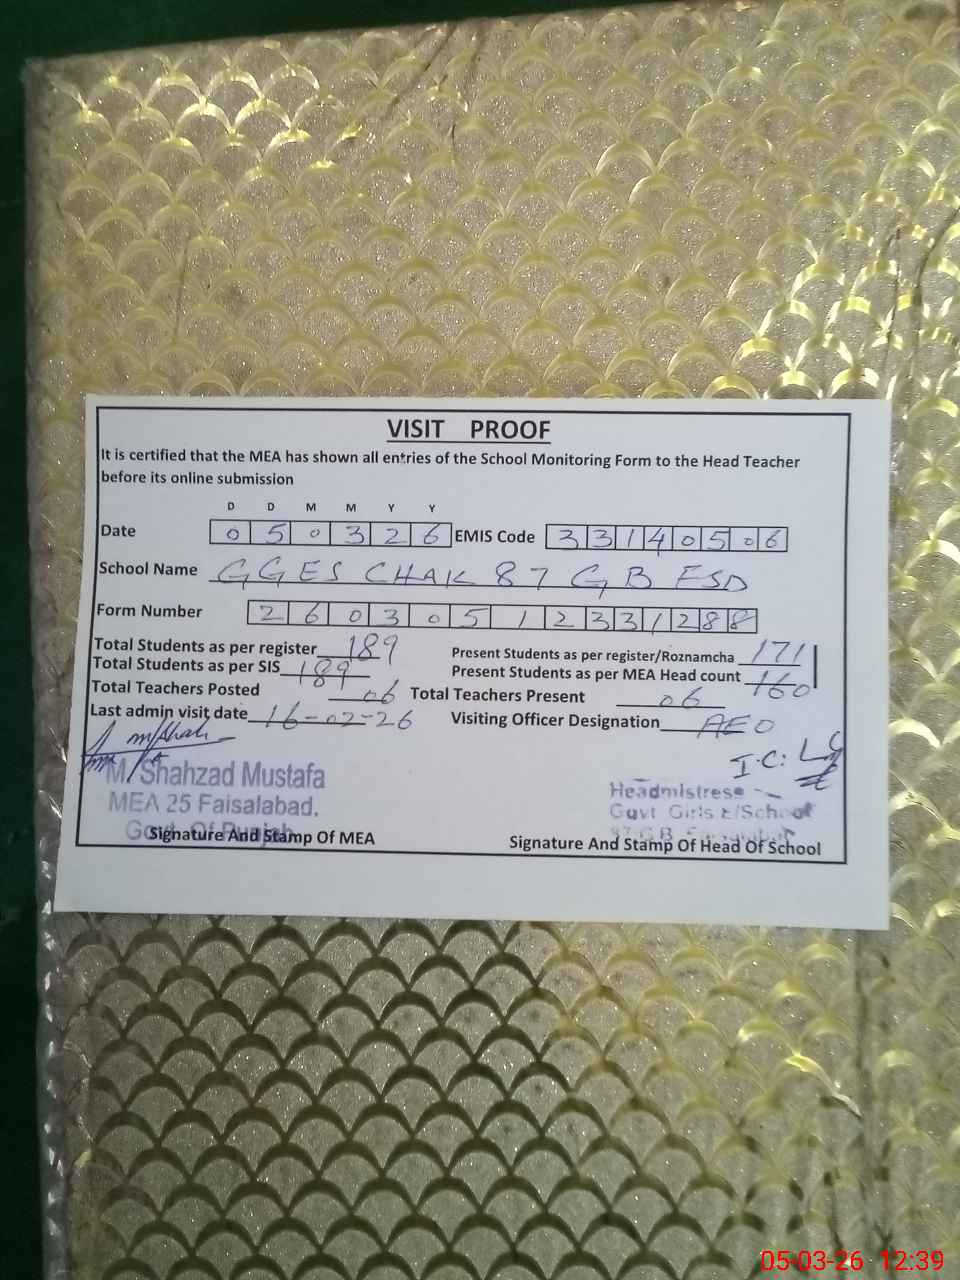 VISIT PROOF
It is certified that the MEA has shown all entries of the School Monitoring Form to the Head Teacher
before its online submission
D D M M Y Y
Date 0 5 0 3 2 6 EMIS Code 3 3 1 4 0 5 0 6
School Name GGES CHAK 87 GB FSD
Form Number 2 6 0 3 0 5 1 2 3 3 1 2 8 8
Total Students as per register 189 Present Students as per register/Roznamcha 171
Total Students as per SIS 189 Present Students as per MEA Head count 160
Total Teachers Posted 06 Total Teachers Present 06
Last admin visit date 16-02-26 Visiting Officer Designation AEO
I.C:
M. Shahzad Mustafa
MEA 25 Faisalabad.
Govt. Of Punjab
Headmistrese
Govt Girls E/School
87 G B
Signature And Stamp Of MEA Signature And Stamp Of Head Of School
05-03-26 12:39